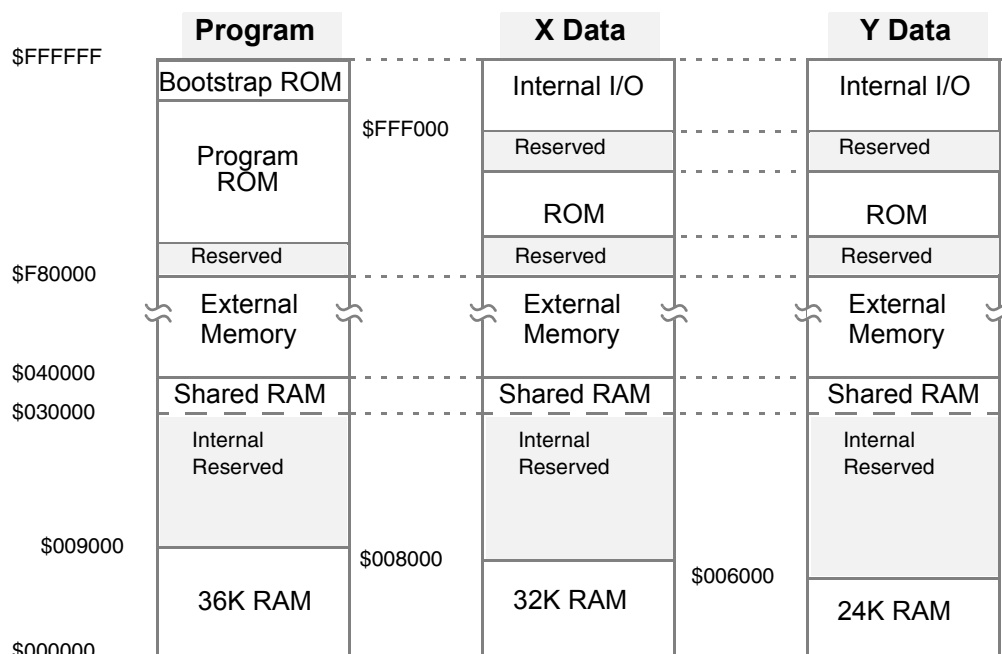 Program
X Data
Y Data
$FFFFFF
Bootstrap ROM
Internal I/O
Internal I/O
$FFF000
Program
ROM
Reserved
Reserved
ROM
ROM
Reserved
Reserved
Reserved
$F80000
External
Memory
External
Memory
External
Memory
$040000
Shared RAM
Shared RAM
Shared RAM
$030000
Internal
Reserved
Internal
Reserved
Internal
Reserved
$009000
$008000
$006000
36K RAM
32K RAM
24K RAM
$000000